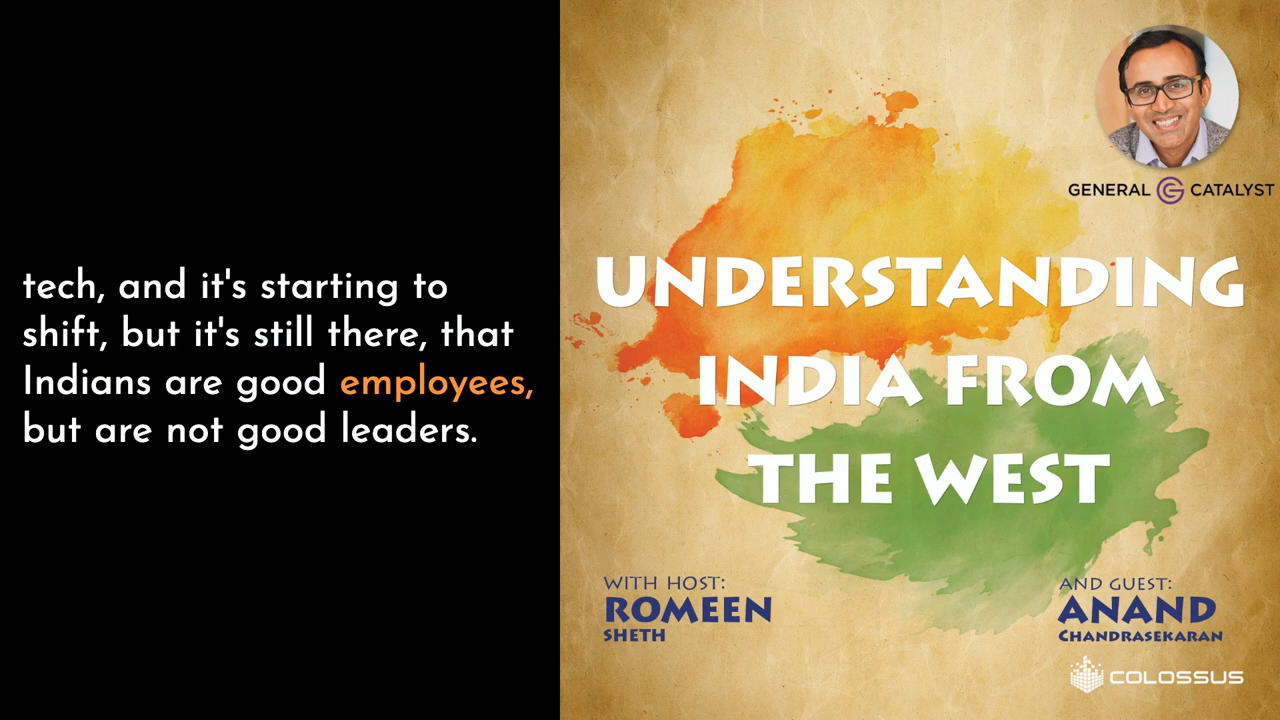 tech, and it's starting to
shift, but it's still there, that
Indians are good employees,
but are not good leaders.
GENERAL CATALYST
UNDERSTANDING
INDIA FROM
THE WEST
WITH HOST:
ROMEEN
SHETH
AND GUEST:
ANAND
CHANDRASEKARAN
COLOSSUS